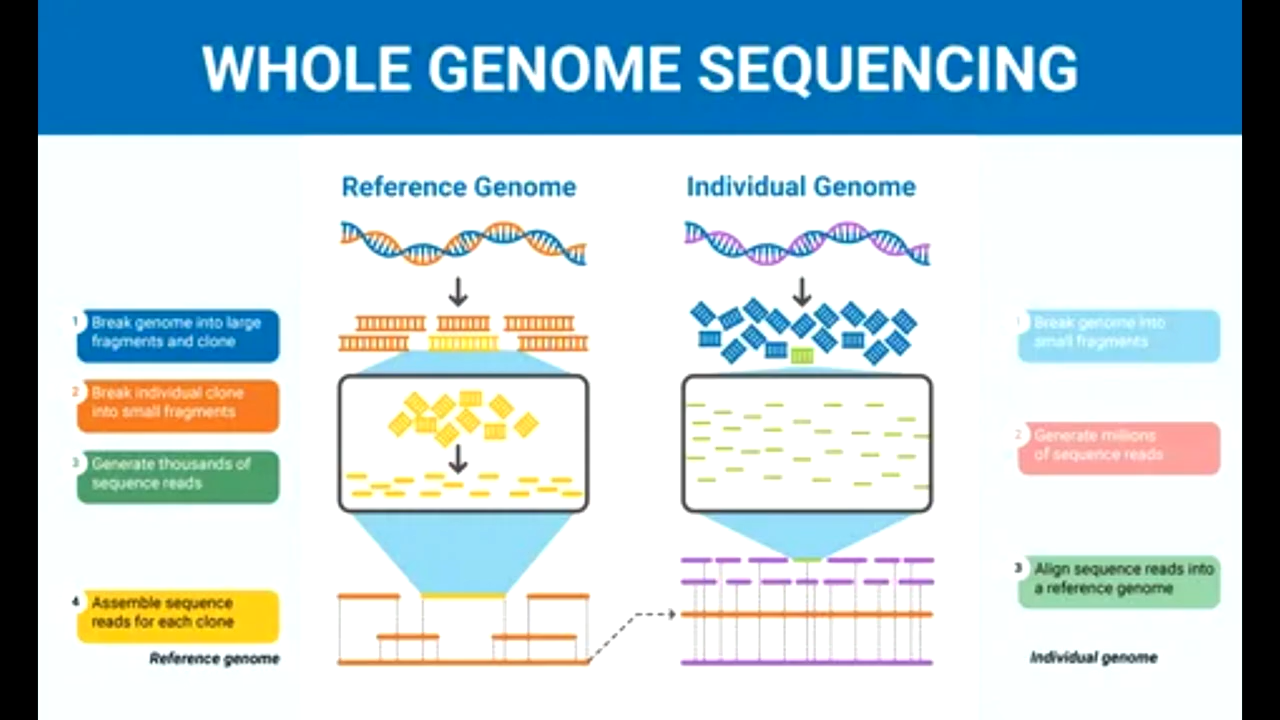 WHOLE GENOME SEQUENCING
Reference Genome
Individual Genome
1 Break genome into large
fragments and clone
2 Break individual clone
into small fragments
3 Generate thousands of
sequence reads
4 Assemble sequence
reads for each clone
Reference genome
1 Break genome into
small fragments
2 Generate millions
of sequence reads
3 Align sequence reads into
a reference genome
Individual genome